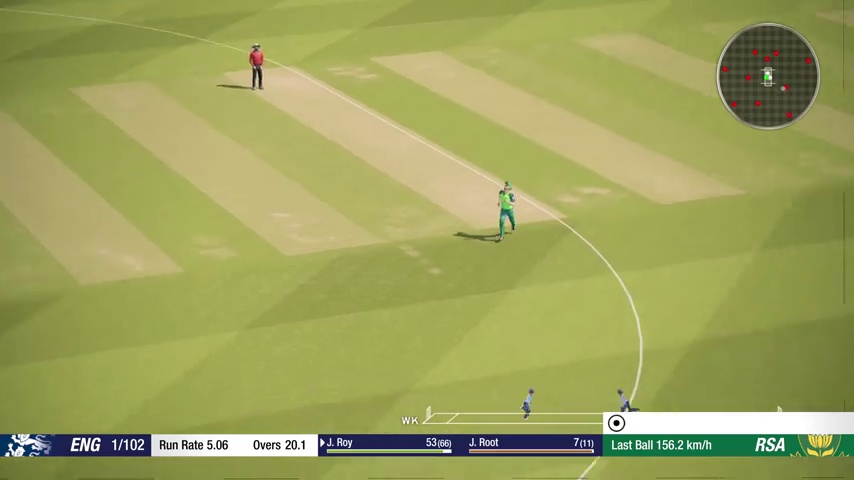 WK
ENG 1/102 Run Rate 5.06 Overs 20.1 J. Roy 53(66) J. Root 7(11) Last Ball 156.2 km/h RSA